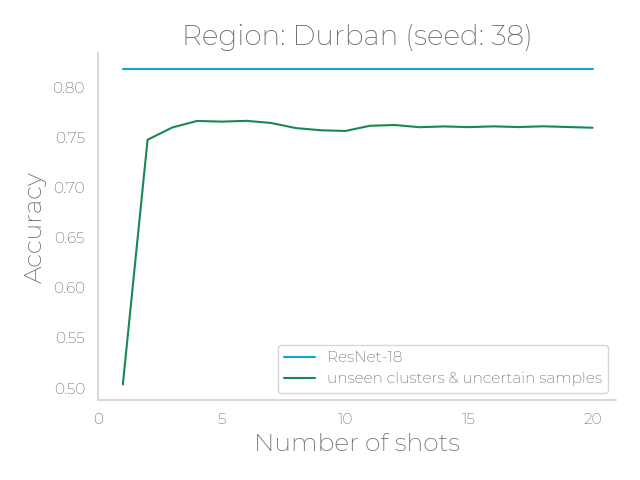 Region: Durban (seed: 38)
Accuracy
0.80
0.75
0.70
0.65
0.60
0.55
0.50
ResNet-18
unseen clusters & uncertain samples
0 5 10 15 20
Number of shots